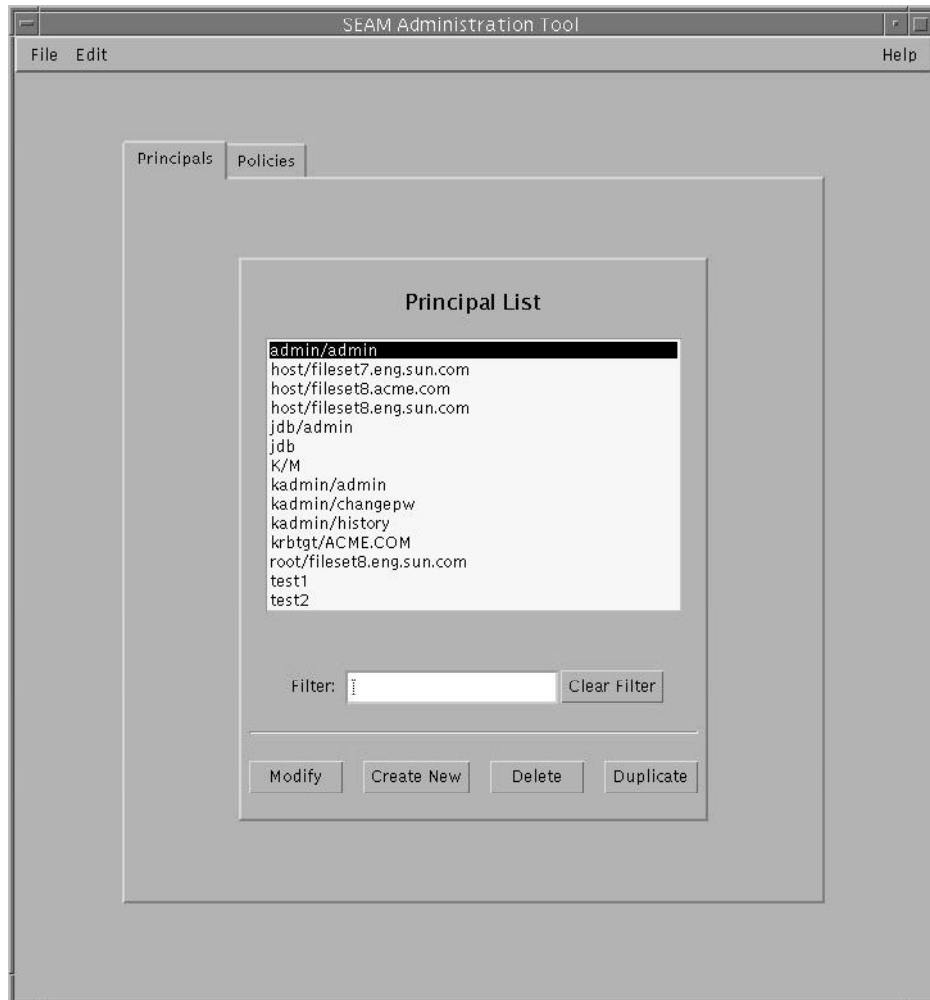 SEAM Administration Tool
File Edit Help
Principals Policies
Principal List
admin/admin
host/fileset7.eng.sun.com
host/fileset8.acme.com
host/fileset8.eng.sun.com
jdb/admin
jdb
K/M
kadmin/admin
kadmin/changepw
kadmin/history
krbtgt/ACME.COM
root/fileset8.eng.sun.com
test1
test2
Filter: Clear Filter
Modify Create New Delete Duplicate